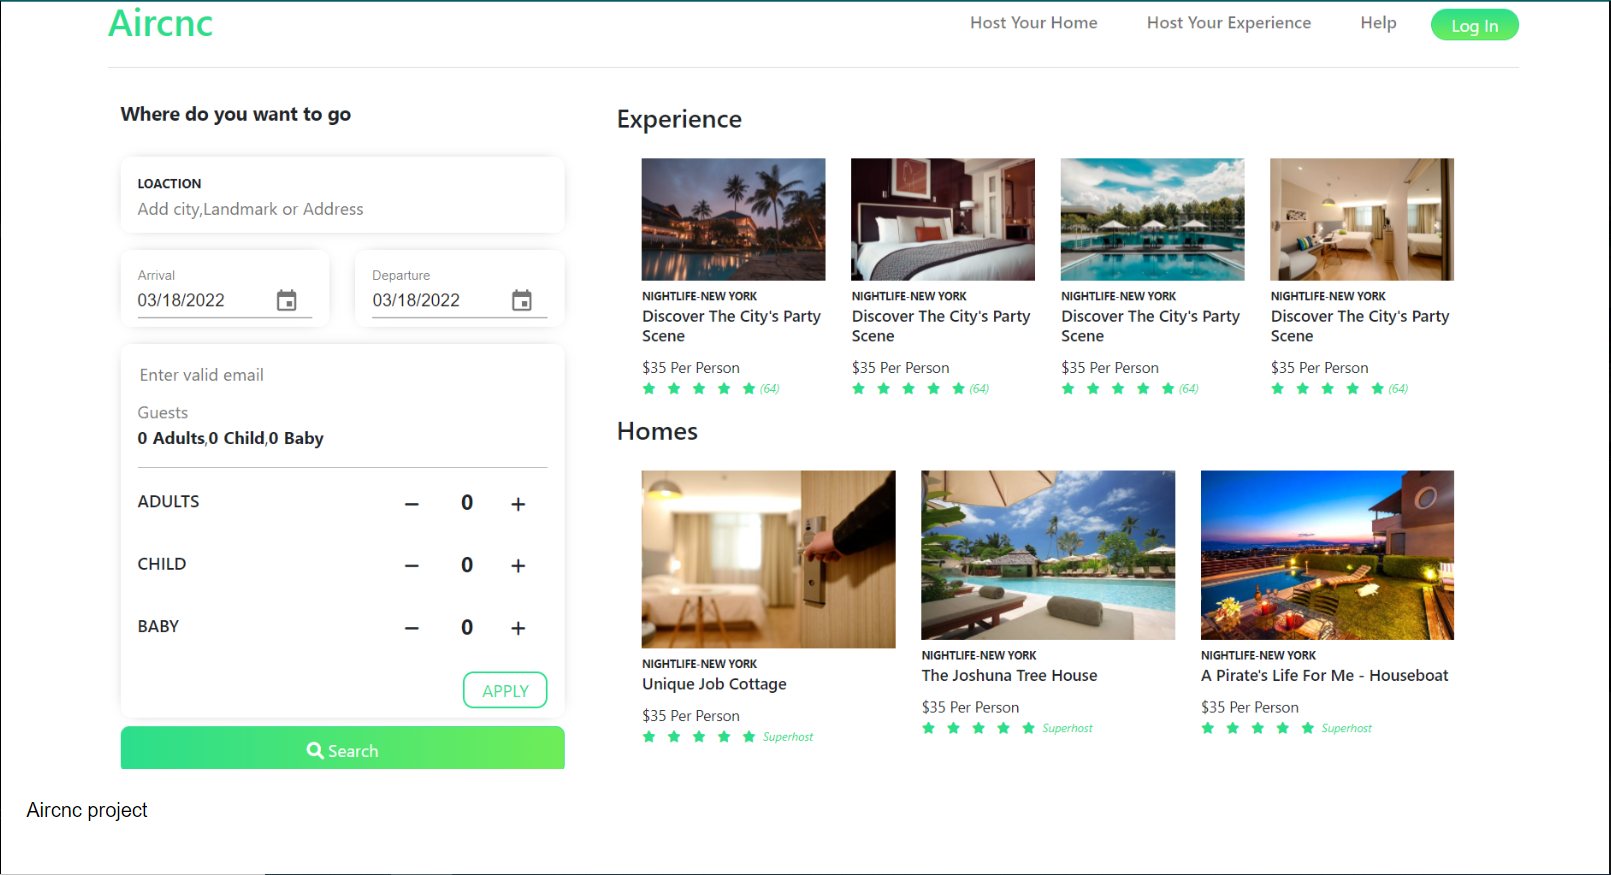 Aircnc
Host Your Home
Host Your Experience
Help
Log In
Where do you want to go
LOACTION
Add city,Landmark or Address
Arrival
03/18/2022
Departure
03/18/2022
Enter valid email
Guests
0 Adults,0 Child,0 Baby
ADULTS
0
CHILD
0
BABY
0
APPLY
Search
Experience
NIGHTLIFE-NEW YORK
Discover The City's Party
Scene
$35 Per Person
(64)
NIGHTLIFE-NEW YORK
Discover The City's Party
Scene
$35 Per Person
(64)
NIGHTLIFE-NEW YORK
Discover The City's Party
Scene
$35 Per Person
(64)
NIGHTLIFE-NEW YORK
Discover The City's Party
Scene
$35 Per Person
(64)
Homes
NIGHTLIFE-NEW YORK
Unique Job Cottage
$35 Per Person
Superhost
NIGHTLIFE-NEW YORK
The Joshuna Tree House
$35 Per Person
Superhost
NIGHTLIFE-NEW YORK
A Pirate's Life For Me - Houseboat
$35 Per Person
Superhost
Aircnc project